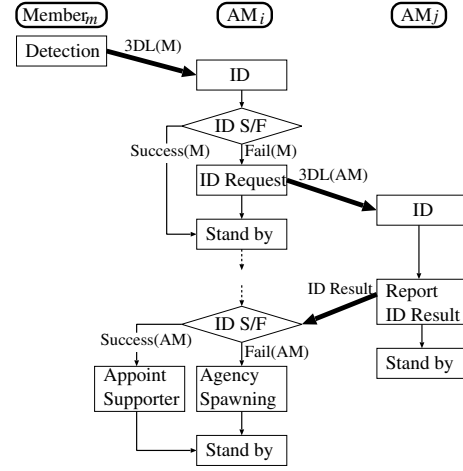 Member_m AM_i AM_j
Detection
3DL(M)
ID
ID S/F
Success(M)
Fail(M)
ID Request
3DL(AM)
ID
Stand by
ID Result
Report
ID Result
ID S/F
Success(AM)
Fail(AM)
Stand by
Appoint
Supporter
Agency
Spawning
Stand by